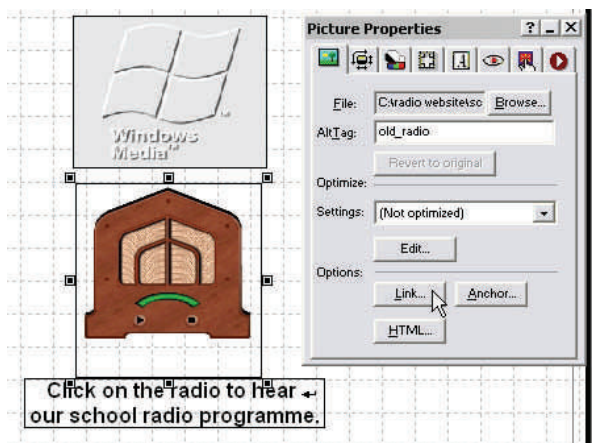 Windows
Media™
Click on the radio to hear
our school radio programme.
Picture Properties
File: C:\radio website\sc Browse...
AltTag: old_radio
Revert to original
Optimize:
Settings: (Not optimized)
Edit...
Options:
Link... Anchor...
HTML...